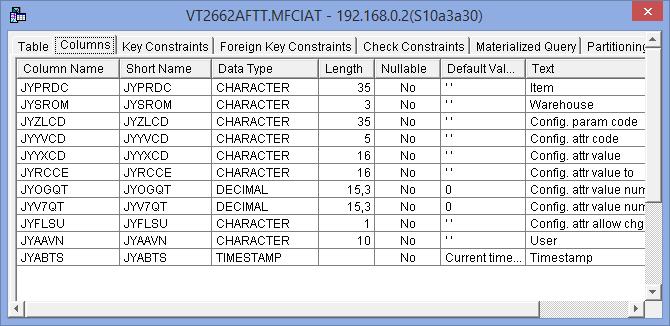 VT2662AFTT.MFCIAT - 192.168.0.2(S10a3a30)
Table Columns Key Constraints Foreign Key Constraints Check Constraints Materialized Query Partitioning
Column Name Short Name Data Type Length Nullable Default Val... Text
JYPRDC JYPRDC CHARACTER 35 No ' ' Item
JYSROM JYSROM CHARACTER 3 No ' ' Warehouse
JYZLCD JYZLCD CHARACTER 35 No ' ' Config. param code
JYYVCD JYYVCD CHARACTER 5 No ' ' Config. attr code
JYYXCD JYYXCD CHARACTER 16 No ' ' Config. attr value
JYRCCE JYRCCE CHARACTER 16 No ' ' Config. attr value to
JYOGQT JYOGQT DECIMAL 15,3 No 0 Config. attr value num
JYV7QT JYV7QT DECIMAL 15,3 No 0 Config. attr value num
JYFLSU JYFLSU CHARACTER 1 No ' ' Config. attr allow chg
JYAAVN JYAAVN CHARACTER 10 No ' ' User
JYABTS JYABTS TIMESTAMP No Current time... Timestamp